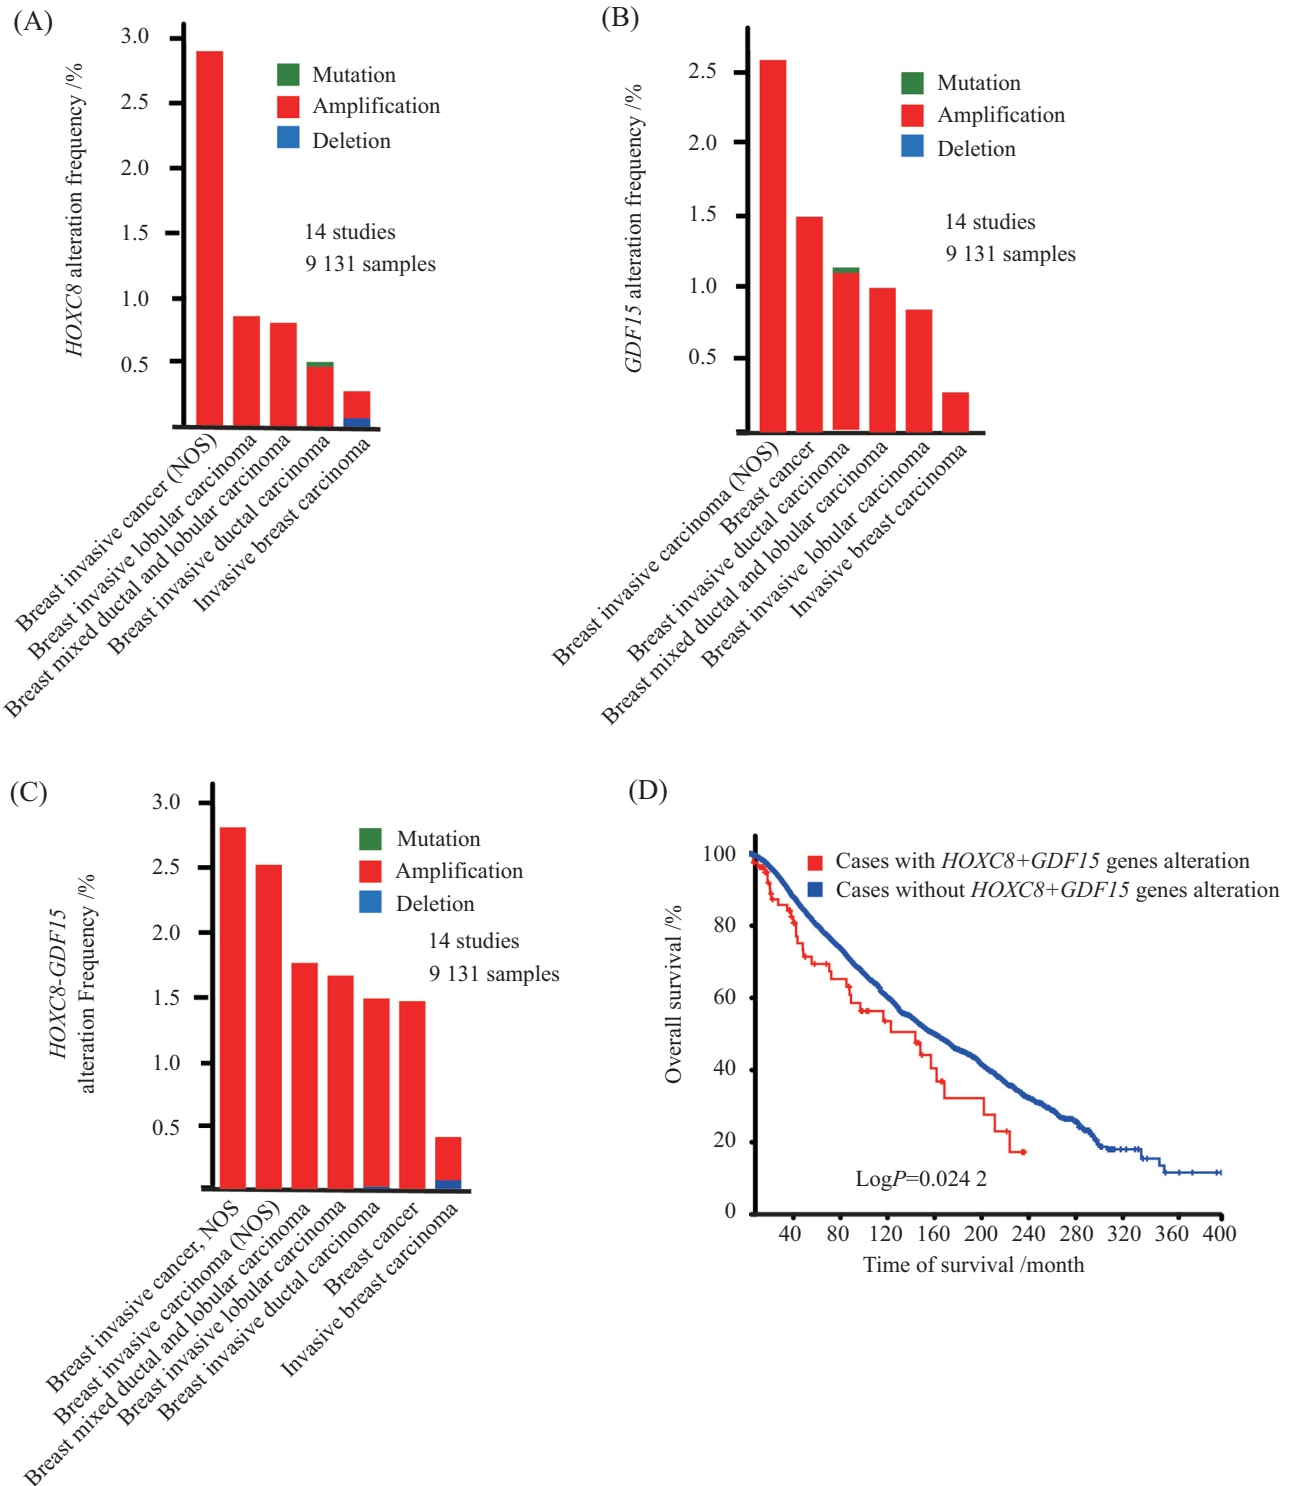 (A)
HOXC8 alteration frequency /%
3.0
2.5
2.0
1.5
1.0
0.5
Mutation
Amplification
Deletion
14 studies
9 131 samples
Breast invasive cancer (NOS)
Breast invasive lobular carcinoma
Breast mixed ductal and lobular carcinoma
Breast invasive ductal carcinoma
Invasive breast carcinoma
(B)
GDF15 alteration frequency /%
2.5
2.0
1.5
1.0
0.5
Mutation
Amplification
Deletion
14 studies
9 131 samples
Breast invasive carcinoma (NOS)
Breast cancer
Breast invasive ductal carcinoma
Breast mixed ductal and lobular carcinoma
Breast invasive lobular carcinoma
Invasive breast carcinoma
(C)
HOXC8-GDF15
alteration Frequency /%
3.0
2.5
2.0
1.5
1.0
0.5
Mutation
Amplification
Deletion
14 studies
9 131 samples
Breast invasive cancer, NOS
Breast invasive carcinoma (NOS)
Breast mixed ductal and lobular carcinoma
Breast invasive lobular carcinoma
Breast invasive ductal carcinoma
Breast cancer
Invasive breast carcinoma
(D)
Overall survival /%
100
80
60
40
20
0
Cases with HOXC8+GDF15 genes alteration
Cases without HOXC8+GDF15 genes alteration
LogP=0.024 2
40 80 120 160 200 240 280 320 360 400
Time of survival /month